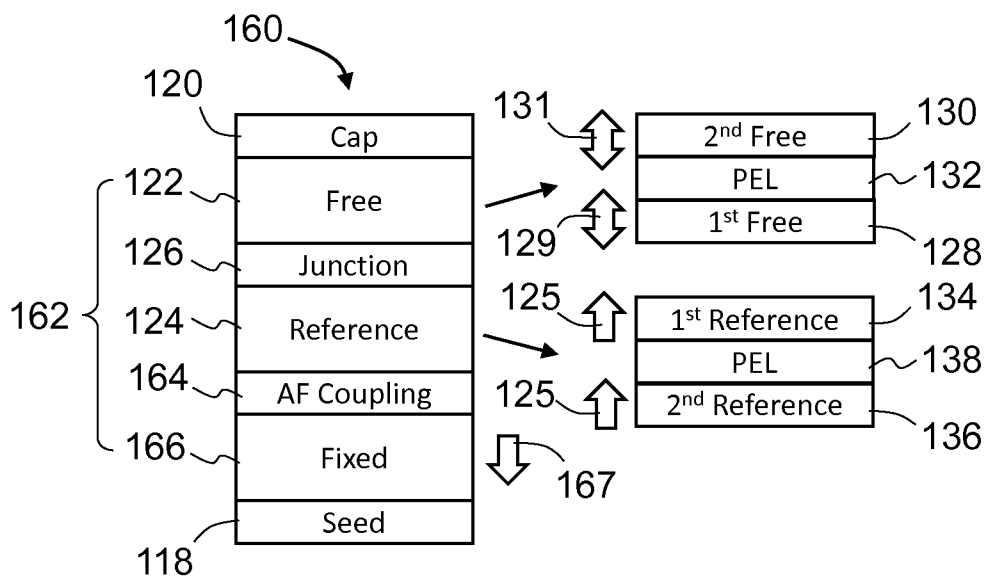 160
120 Cap
131 2nd Free 130
122 Free PEL 132
129 1st Free 128
126 Junction
162
125 1st Reference 134
124 Reference PEL 138
164 AF Coupling 125 2nd Reference 136
166 Fixed 167
118 Seed